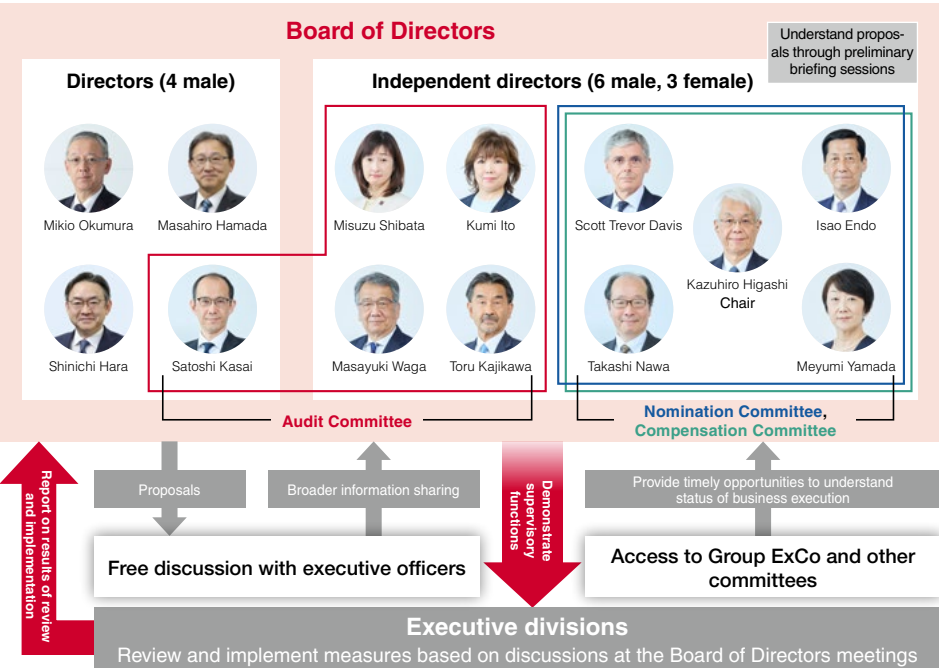 Board of Directors
Understand propos-
als through preliminary
briefing sessions
Directors (4 male)
Independent directors (6 male, 3 female)
Mikio Okumura
Masahiro Hamada
Misuzu Shibata
Kumi Ito
Scott Trevor Davis
Isao Endo
Kazuhiro Higashi
Chair
Shinichi Hara
Satoshi Kasai
Masayuki Waga
Toru Kajikawa
Takashi Nawa
Meyumi Yamada
Audit Committee
Nomination Committee,
Compensation Committee
Report on results of review
and implementation
Proposals
Broader information sharing
Demonstrate
supervisory
functions
Provide timely opportunities to understand
status of business execution
Free discussion with executive officers
Access to Group ExCo and other
committees
Executive divisions
Review and implement measures based on discussions at the Board of Directors meetings